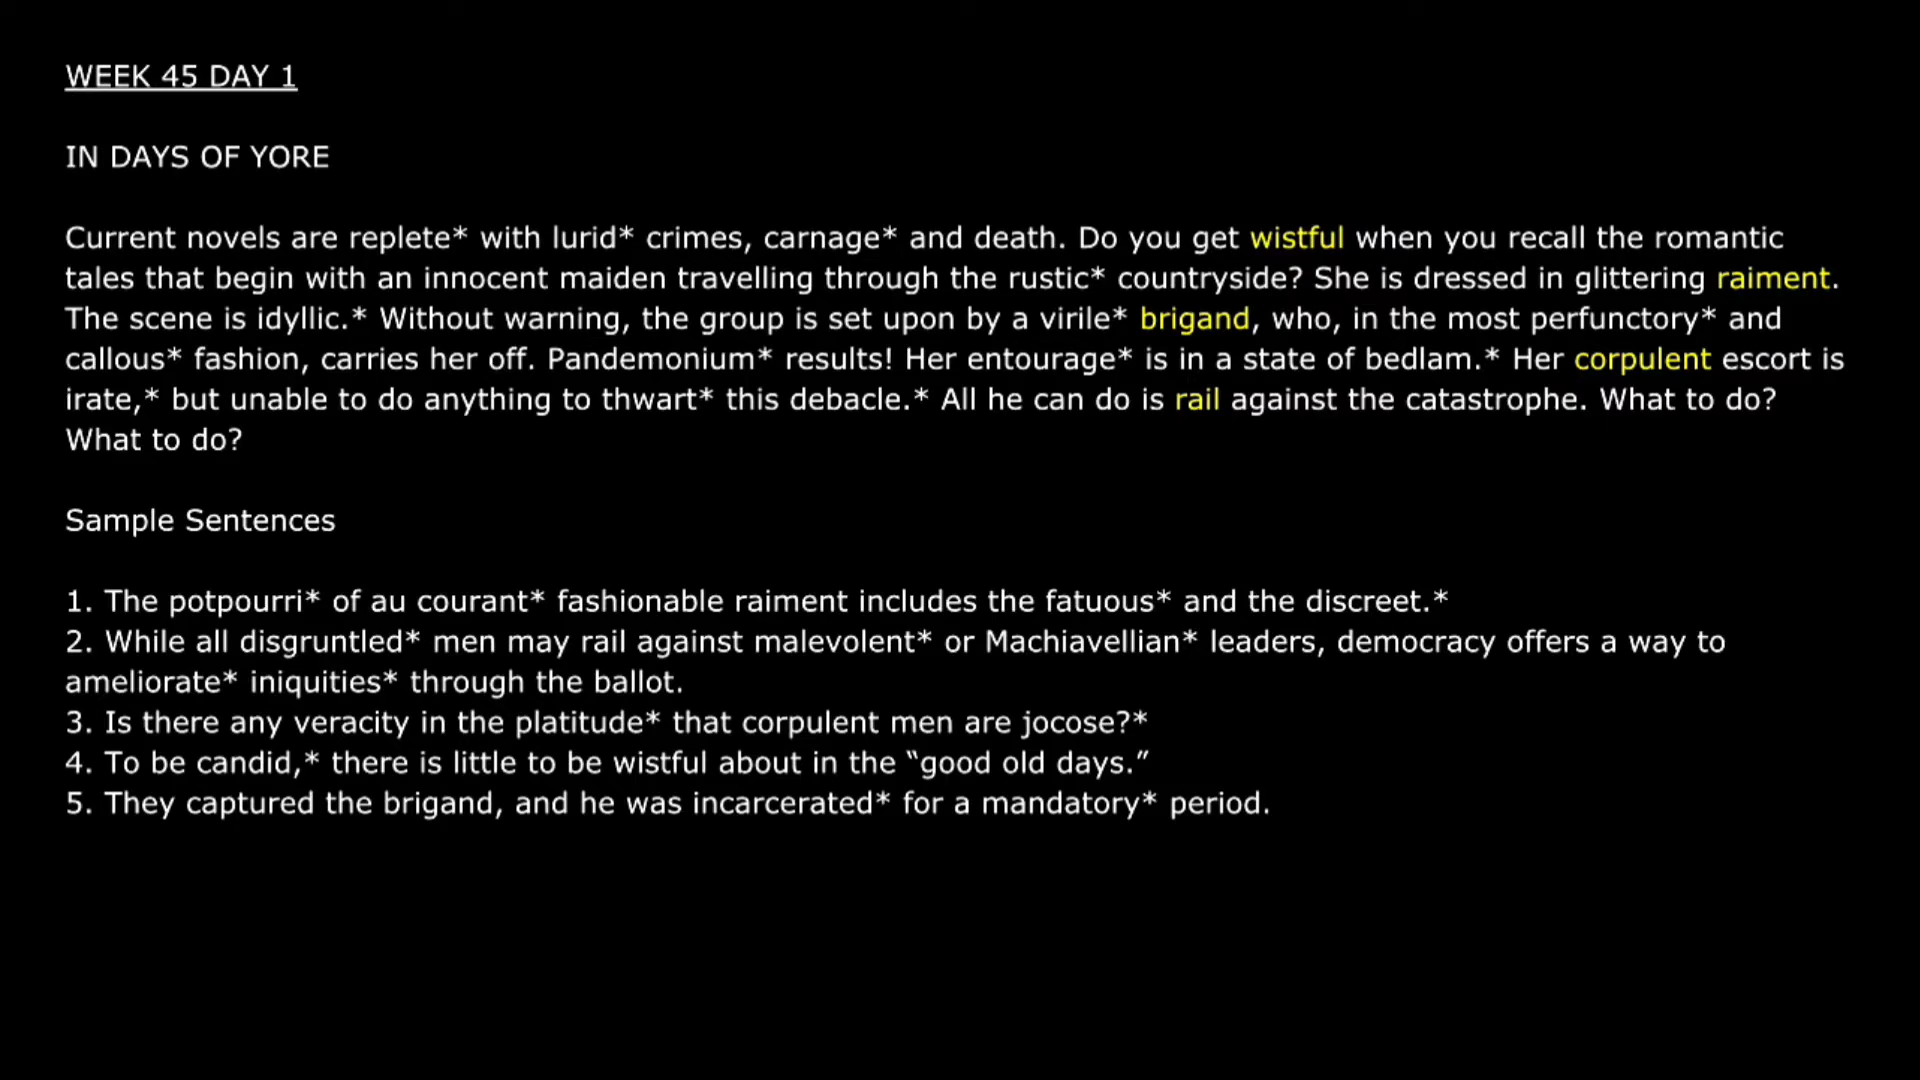 WEEK 45 DAY 1
IN DAYS OF YORE
Current novels are replete* with lurid* crimes, carnage* and death. Do you get wistful when you recall the romantic
tales that begin with an innocent maiden travelling through the rustic* countryside? She is dressed in glittering raiment.
The scene is idyllic.* Without warning, the group is set upon by a virile* brigand, who, in the most perfunctory* and
callous* fashion, carries her off. Pandemonium* results! Her entourage* is in a state of bedlam.* Her corpulent escort is
irate,* but unable to do anything to thwart* this debacle.* All he can do is rail against the catastrophe. What to do?
What to do?
Sample Sentences
1. The potpourri* of au courant* fashionable raiment includes the fatuous* and the discreet.*
2. While all disgruntled* men may rail against malevolent* or Machiavellian* leaders, democracy offers a way to
ameliorate* iniquities* through the ballot.
3. Is there any veracity in the platitude* that corpulent men are jocose?*
4. To be candid,* there is little to be wistful about in the “good old days.”
5. They captured the brigand, and he was incarcerated* for a mandatory* period.